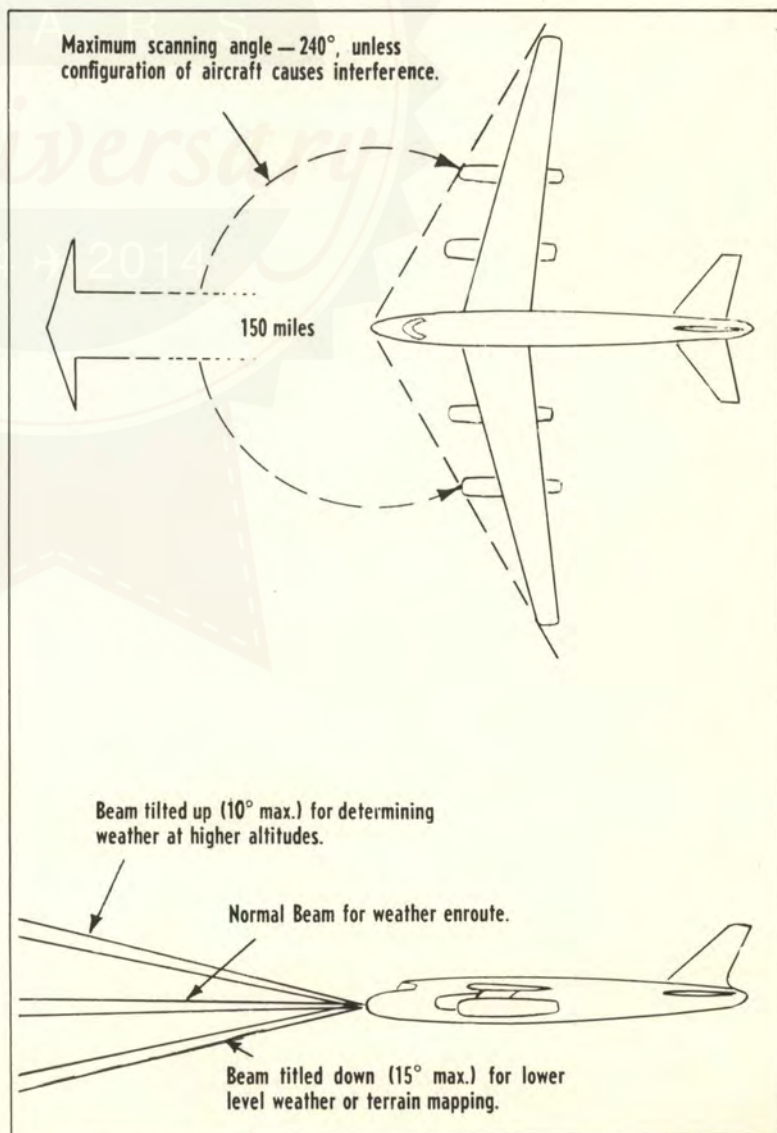 A R S
iversary
2014
Maximum scanning angle — 240°, unless
configuration of aircraft causes interference.
150 miles
Beam tilted up (10° max.) for determining
weather at higher altitudes.
Normal Beam for weather enroute.
Beam titled down (15° max.) for lower
level weather or terrain mapping.